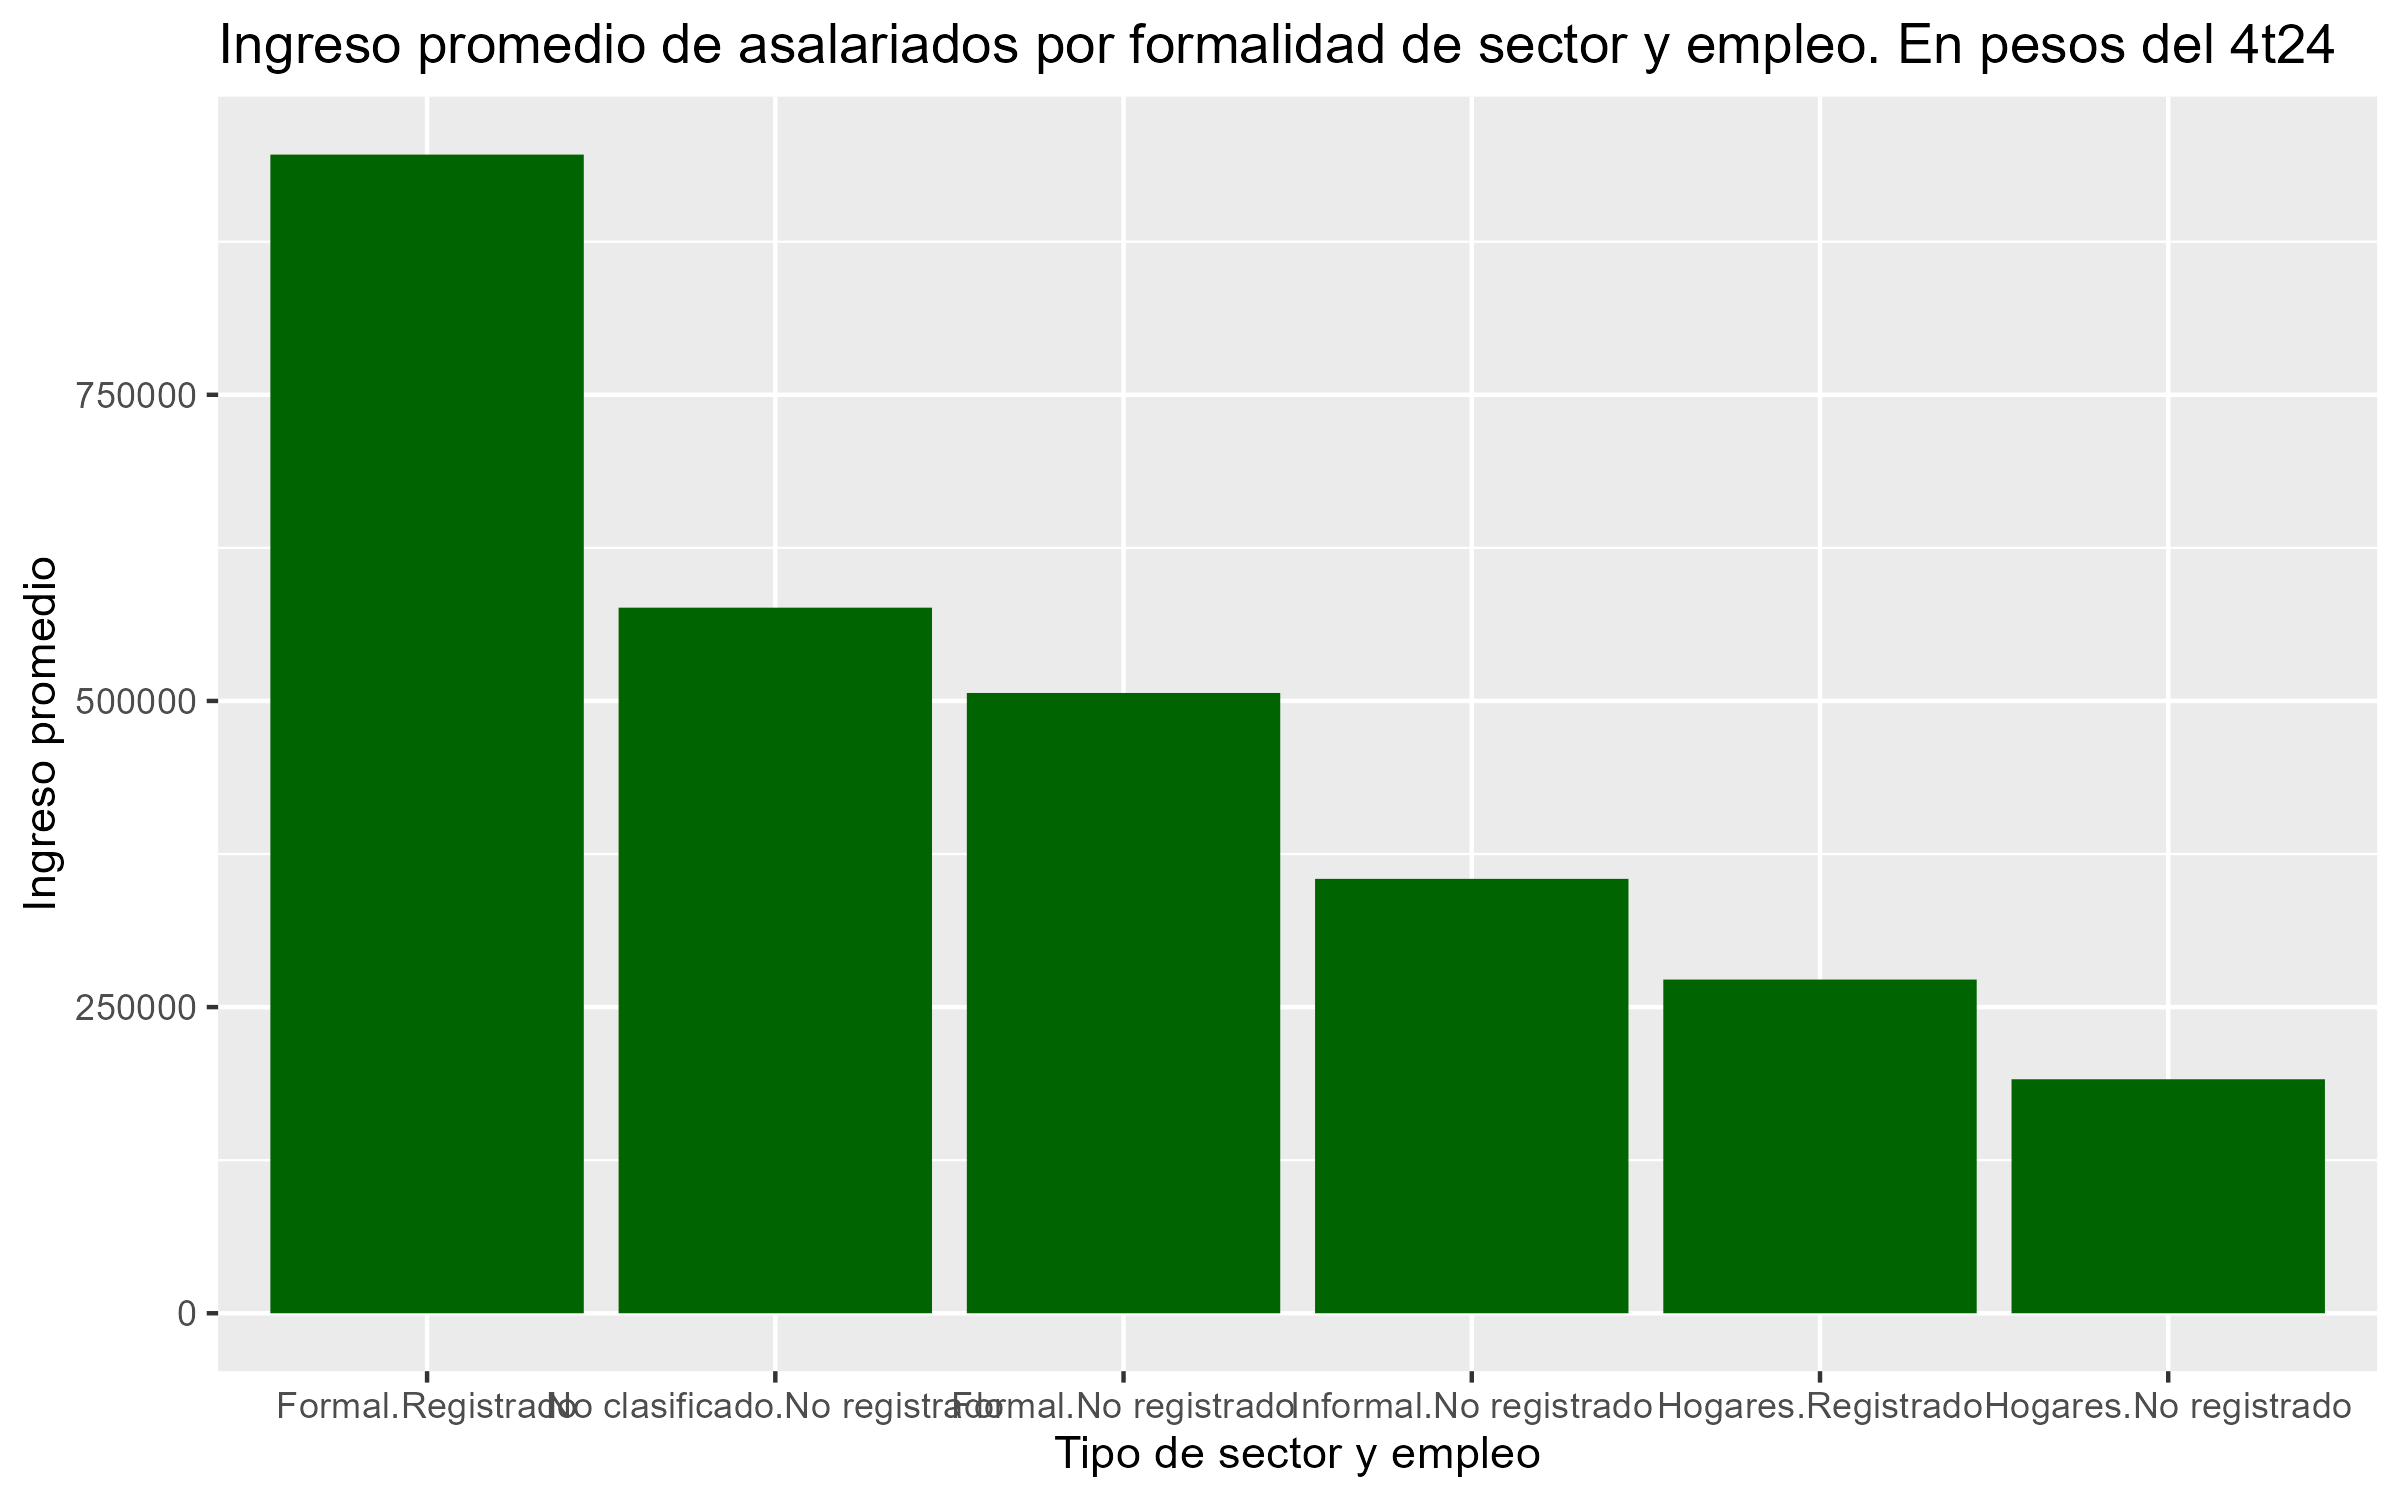 Ingreso promedio de asalariados por formalidad de sector y empleo. En pesos del 4t24
Ingreso promedio
750000
500000
250000
0
Formal.Registrado No clasificado.No registrado Formal.No registrado Informal.No registrado Hogares.Registrado Hogares.No registrado
Tipo de sector y empleo